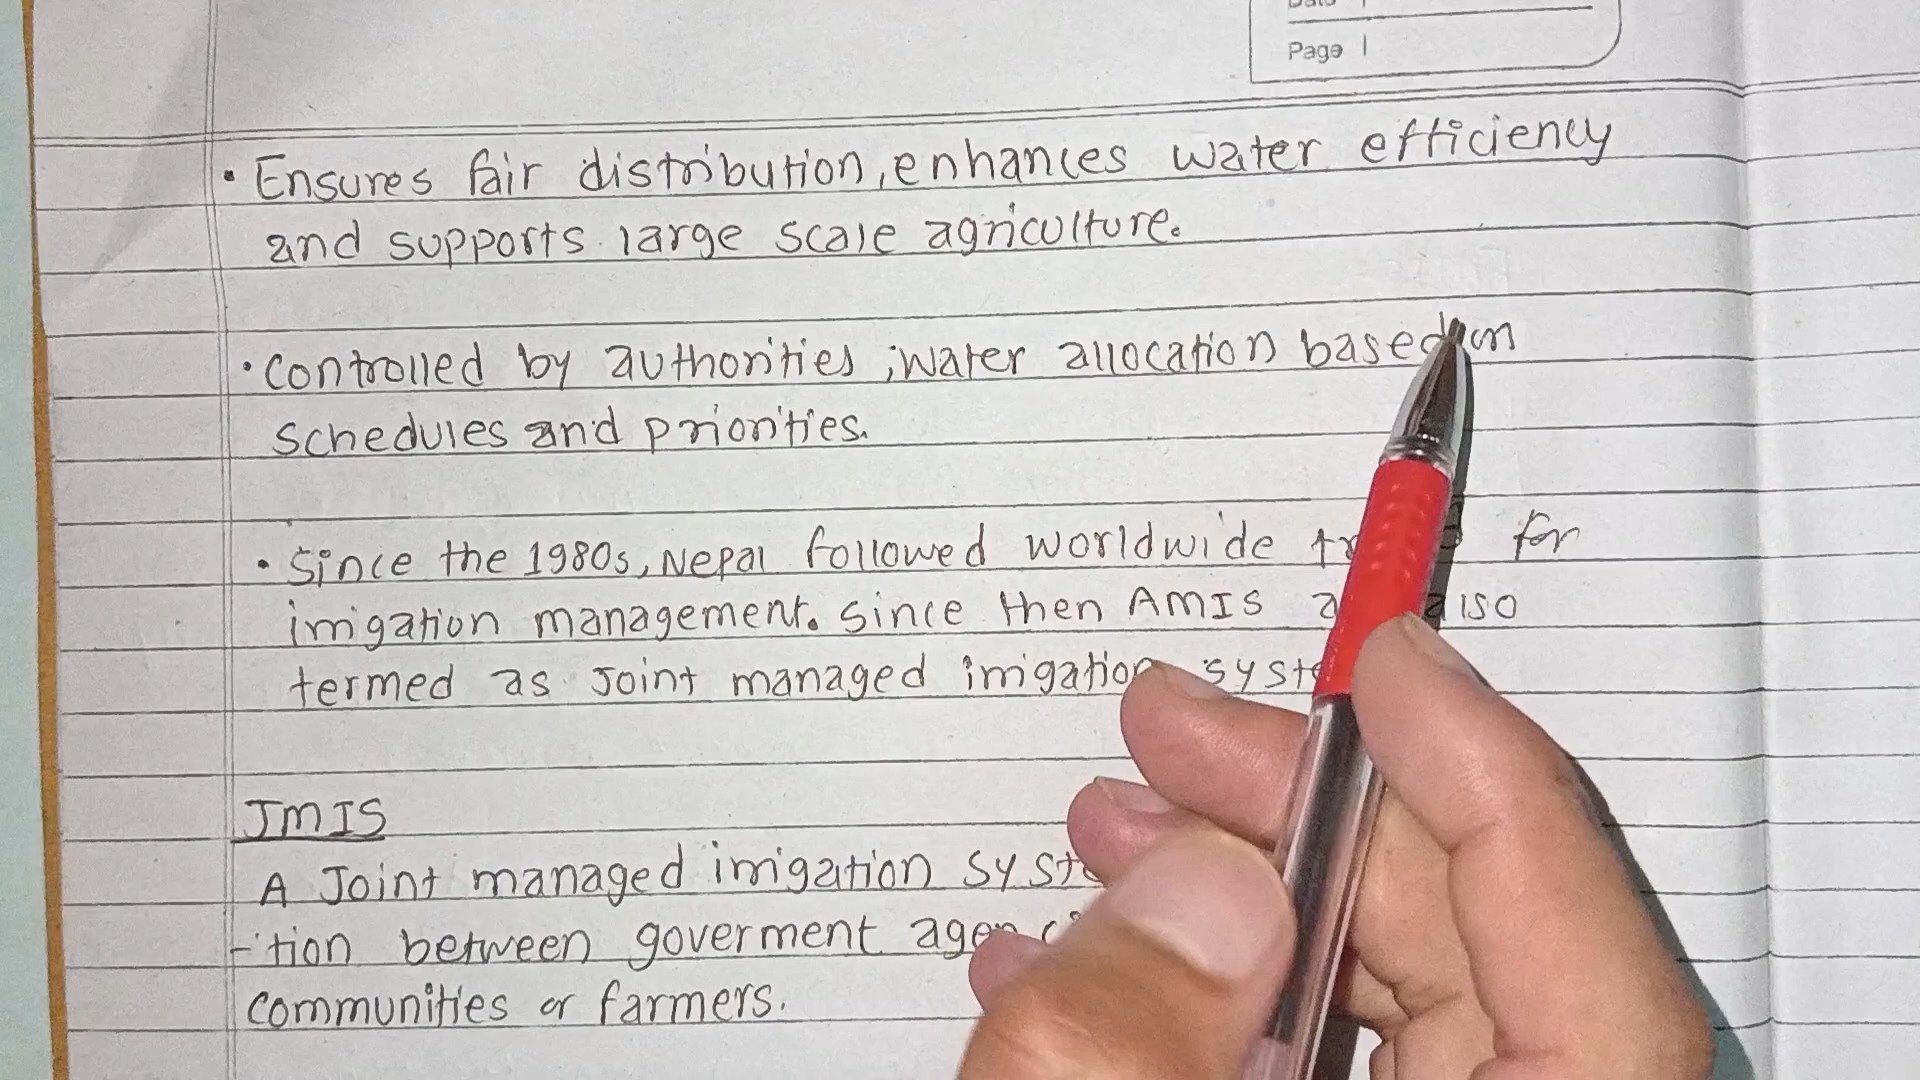 Page
• Ensures fair distribution, enhances water efficiency
and supports large scale agriculture.
• controlled by authorities, water allocation based on
schedules and priorities.
• since the 1980s, Nepal followed worldwide for
irrigation management. since then AMIS also
termed as Joint managed irrigation
JMIS
A Joint managed irrigation
-tion between goverment
communities or farmers.